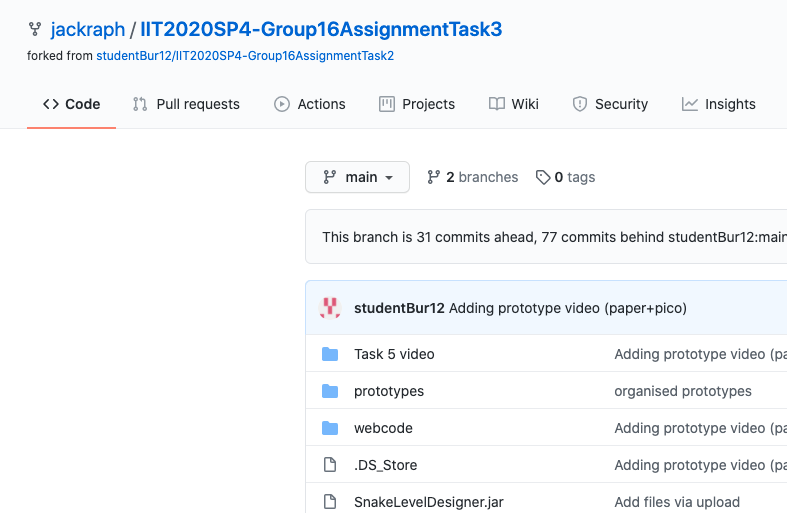 jackraph / IIT2020SP4-Group16AssignmentTask3
forked from studentBur12/IIT2020SP4-Group16AssignmentTask2
Code Pull requests Actions Projects Wiki Security Insights
main 2 branches 0 tags
This branch is 31 commits ahead, 77 commits behind studentBur12:main
studentBur12 Adding prototype video (paper+pico)
Task 5 video Adding prototype video (pa
prototypes organised prototypes
webcode Adding prototype video (pa
.DS_Store Adding prototype video (pa
SnakeLevelDesigner.jar Add files via upload